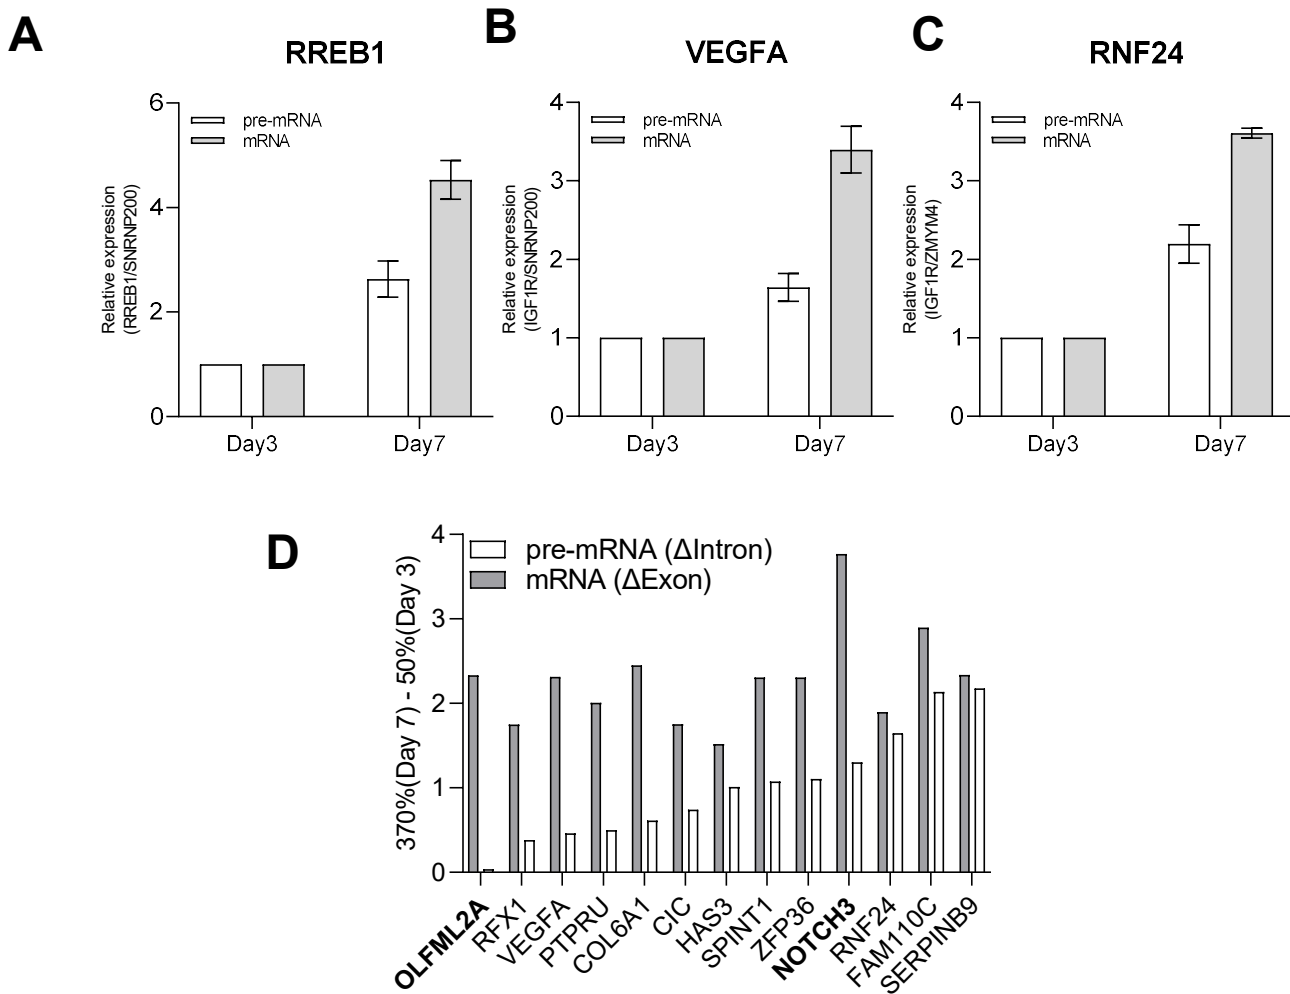 A
RREB1
Relative expression
(RREB1/SNRNP200)
6
4
2
0
pre-mRNA
mRNA
Day3
Day7
B
VEGFA
Relative expression
(IGF1R/SNRNP200)
4
3
2
1
0
pre-mRNA
mRNA
Day3
Day7
C
RNF24
Relative expression
(IGF1R/ZMYM4)
4
3
2
1
0
pre-mRNA
mRNA
Day3
Day7
D
370%(Day 7) - 50%(Day 3)
4
3
2
1
0
pre-mRNA (ΔIntron)
mRNA (ΔExon)
OLFML2A
RFX1
VEGFA
PTPRU
COL6A1
CIC
HAS3
SPINT1
ZFP36
NOTCH3
RNF24
FAM110C
SERPINB9